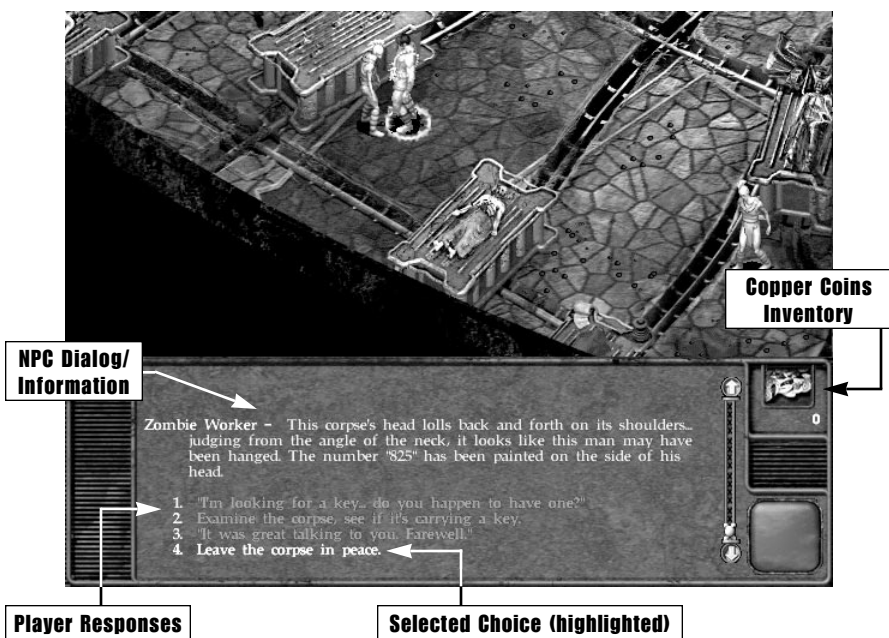 Copper Coins
Inventory
NPC Dialog/
Information
0
Zombie Worker – This corpse's head lolls back and forth on its shoulders...
judging from the angle of the neck, it looks like this man may have
been hanged. The number "825" has been painted on the side of his
head.
1. "I'm looking for a key... do you happen to have one?"
2. Examine the corpse, see if it's carrying a key.
3. "It was great talking to you. Farewell."
4. Leave the corpse in peace.
Player Responses
Selected Choice (highlighted)